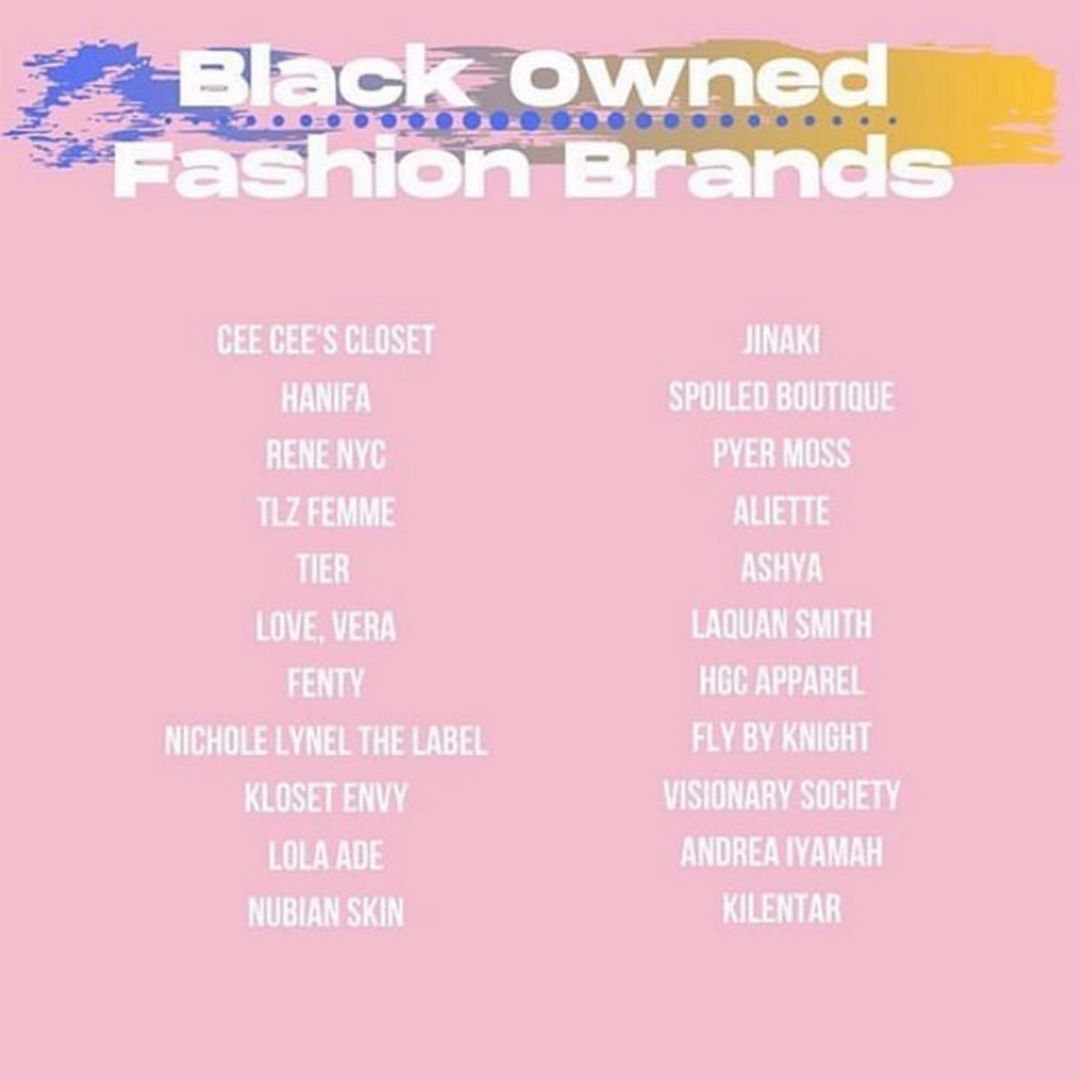 Black Owned
Fashion Brands
CEE CEE'S CLOSET
HANIFA
RENE NYC
TLZ FEMME
TIER
LOVE, VERA
FENTY
NICHOLE LYNEL THE LABEL
KLOSET ENVY
LOLA ADE
NUBIAN SKIN
JINAKI
SPOILED BOUTIQUE
PYER MOSS
ALIETTE
ASHYA
LAQUAN SMITH
HGC APPAREL
FLY BY KNIGHT
VISIONARY SOCIETY
ANDREA IYAMAH
KILENTAR